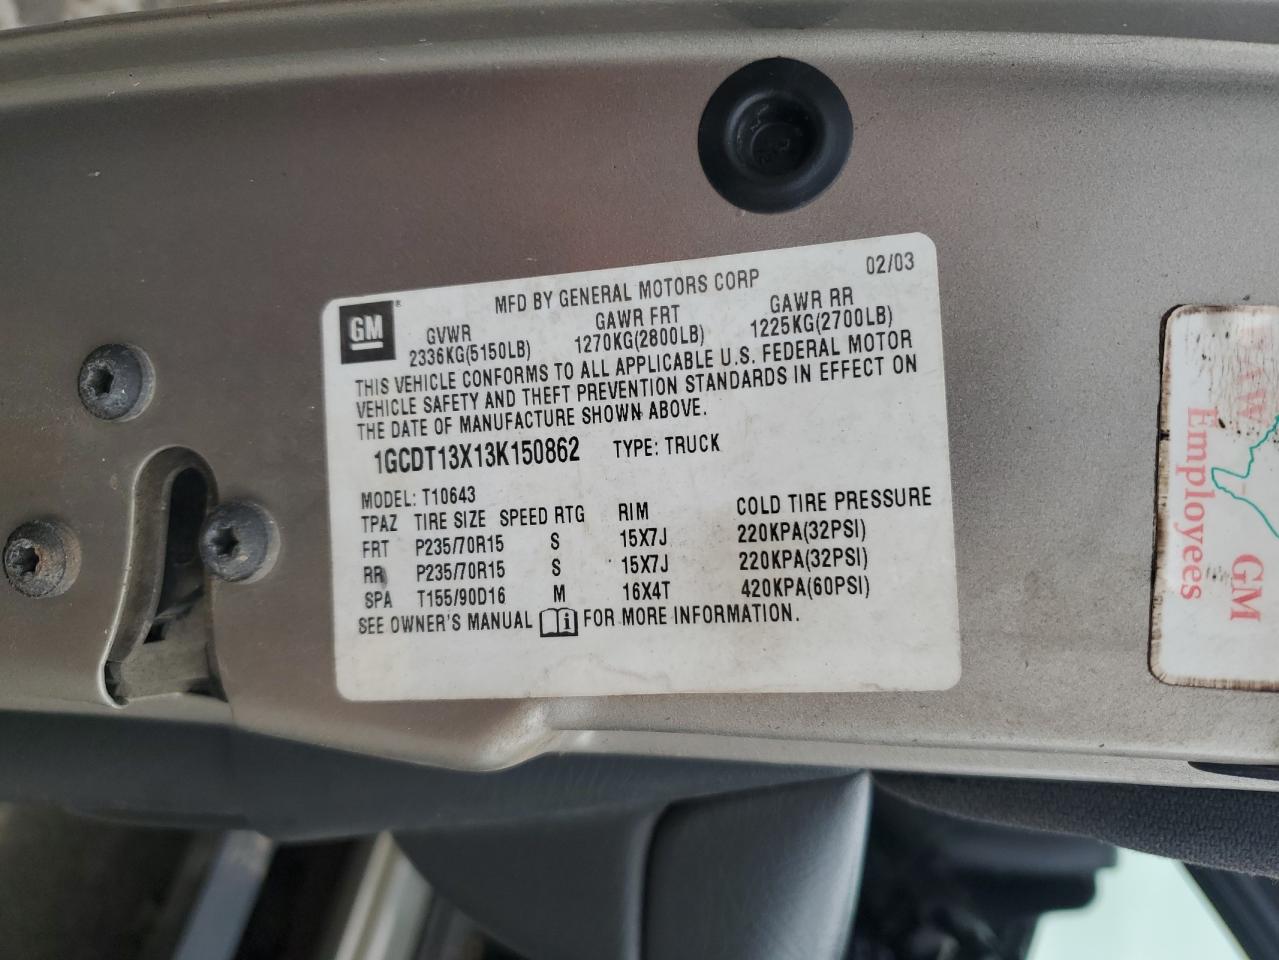 GM®
MFD BY GENERAL MOTORS CORP 02/03
GVWR GAWR FRT GAWR RR
2336KG(5150LB) 1270KG(2800LB) 1225KG(2700LB)
THIS VEHICLE CONFORMS TO ALL APPLICABLE U.S. FEDERAL MOTOR
VEHICLE SAFETY AND THEFT PREVENTION STANDARDS IN EFFECT ON
THE DATE OF MANUFACTURE SHOWN ABOVE.
1GCDT13X13K150862 TYPE: TRUCK
MODEL: T10643
TPAZ TIRE SIZE SPEED RTG RIM COLD TIRE PRESSURE
FRT P235/70R15 S 15X7J 220KPA(32PSI)
RR P235/70R15 S 15X7J 220KPA(32PSI)
SPA T155/90D16 M 16X4T 420KPA(60PSI)
SEE OWNER'S MANUAL i FOR MORE INFORMATION.
GM
Employees